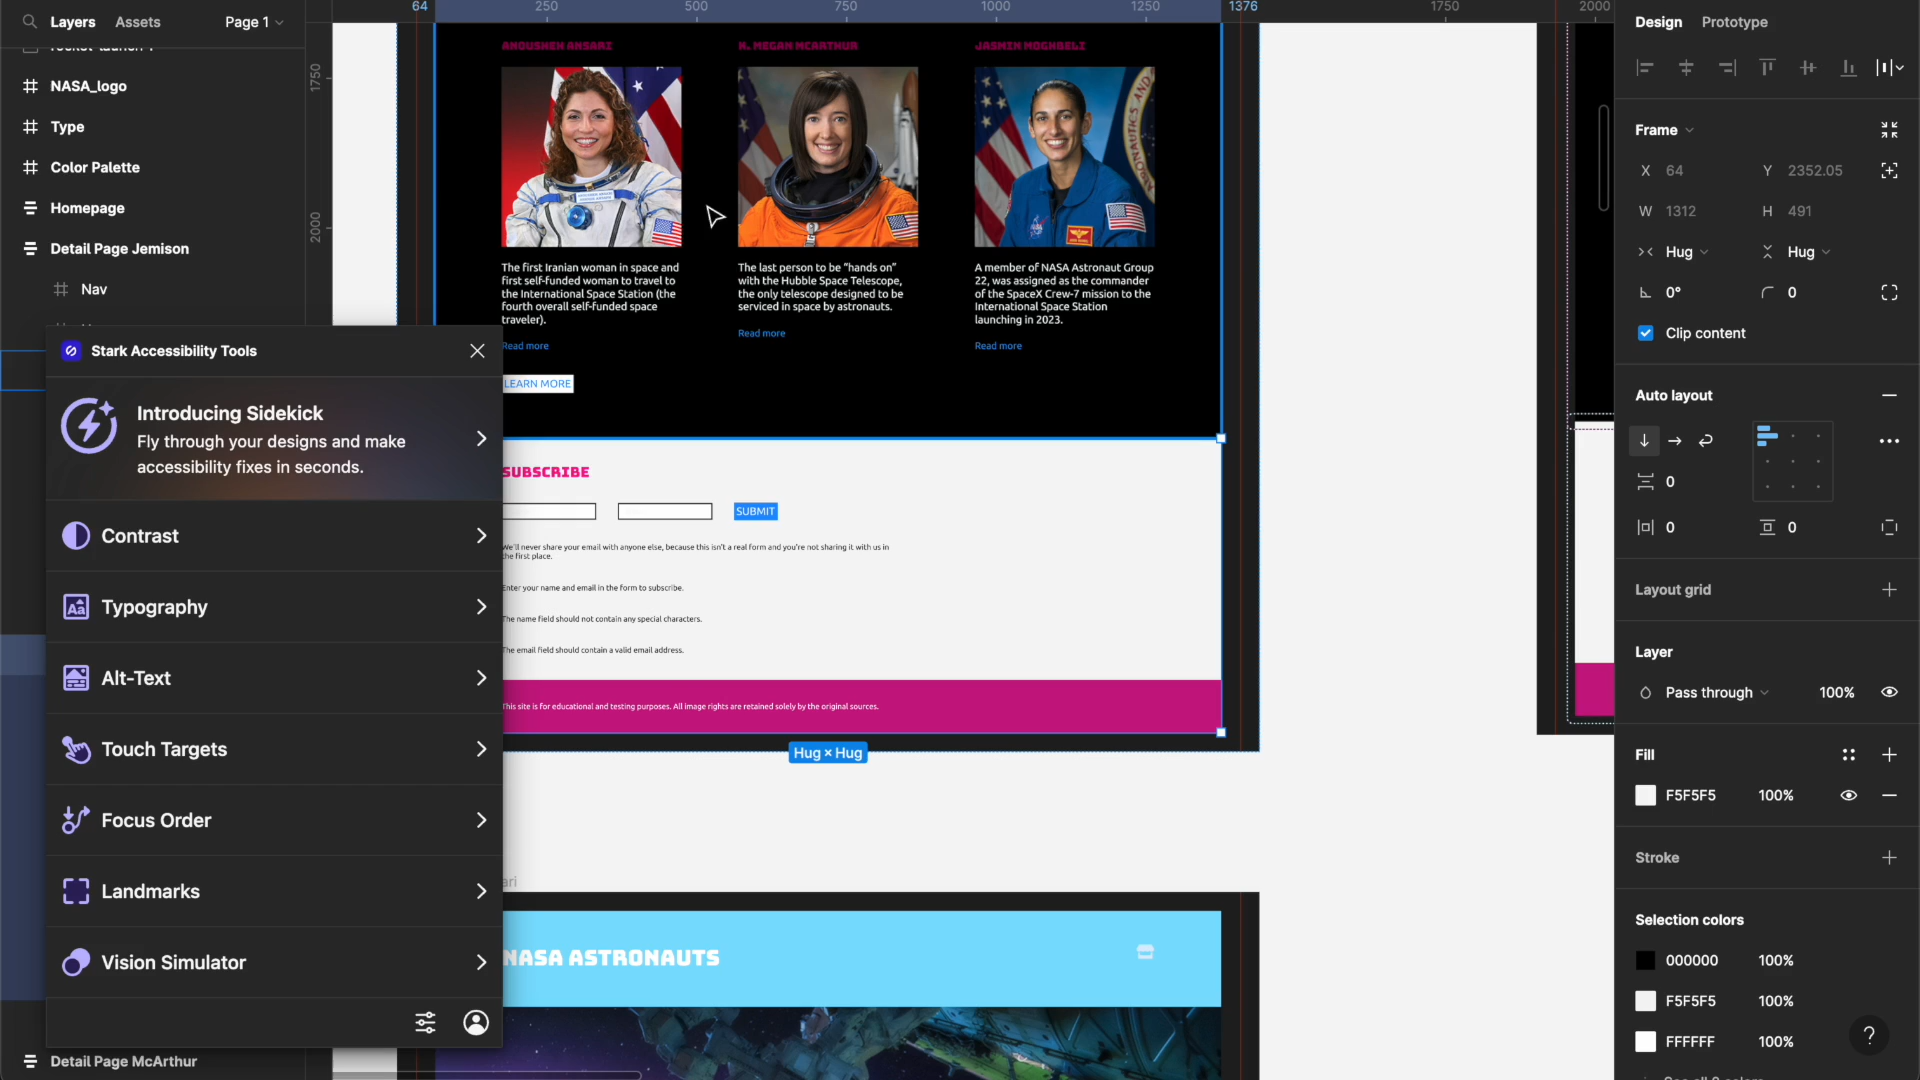 Layers
Assets
Page 1
NASA_logo
Type
Color Palette
Homepage
Detail Page Jemison
Nav
Stark Accessibility Tools
Introducing Sidekick
Fly through your designs and make
accessibility fixes in seconds.
Contrast
Typography
Alt-Text
Touch Targets
Focus Order
Landmarks
Vision Simulator
Detail Page McArthur
64
250
500
750
1000
1250
1376
1750
2000
1750
2000
ANOUSHEH ANSARI
K. MEGAN MCARTHUR
JASMIN MOGHBELI
The first Iranian woman in space and
first self-funded woman to travel to
the International Space Station (the
fourth overall self-funded space
traveler).
Read more
The last person to be "hands on"
with the Hubble Space Telescope,
the only telescope designed to be
serviced in space by astronauts.
Read more
A member of NASA Astronaut Group
22, was assigned as the commander
of the SpaceX Crew-7 mission to the
International Space Station
launching in 2023.
Read more
LEARN MORE
SUBSCRIBE
SUBMIT
We'll never share your email with anyone else, because this isn't a real form and you're not sharing it with us in
the first place.
Enter your name and email in the form to subscribe.
The name field should not contain any special characters.
The email field should contain a valid email address.
This site is for educational and testing purposes. All image rights are retained solely by the original sources.
Hug × Hug
ari
NASA ASTRONAUTS
Design
Prototype
Frame
X 64
Y 2352.05
W 1312
H 491
Hug
Hug
0°
0
Clip content
Auto layout
0
0
0
Layout grid
Layer
Pass through
100%
Fill
F5F5F5 100%
Stroke
Selection colors
000000 100%
F5F5F5 100%
FFFFFF 100%
?